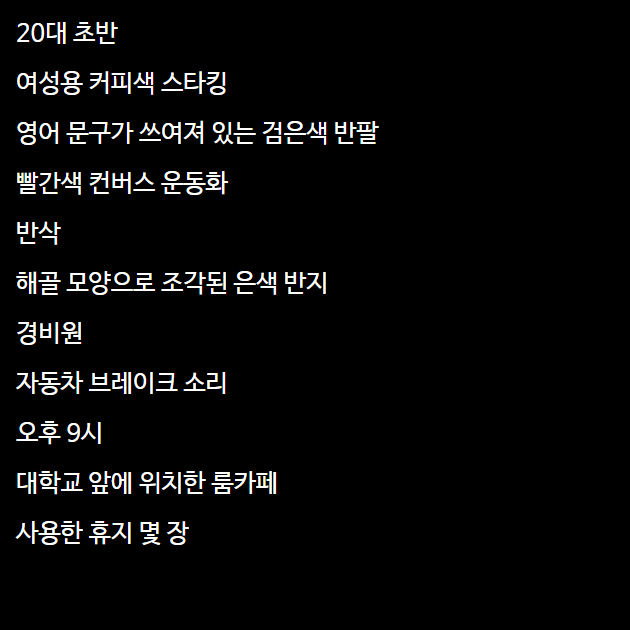 20대 초반
여성용 커피색 스타킹
영어 문구가 쓰여져 있는 검은색 반팔
빨간색 컨버스 운동화
반삭
해골 모양으로 조각된 은색 반지
경비원
자동차 브레이크 소리
오후 9시
대학교 앞에 위치한 룸카페
사용한 휴지 몇 장